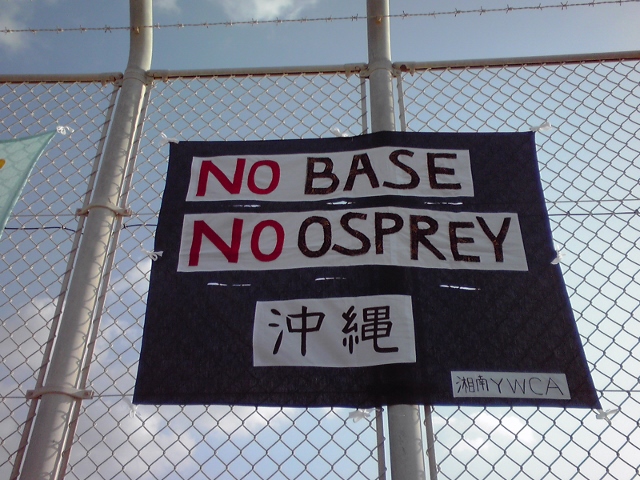 NO BASE
NO OSPREY
沖縄
湘南YWCA